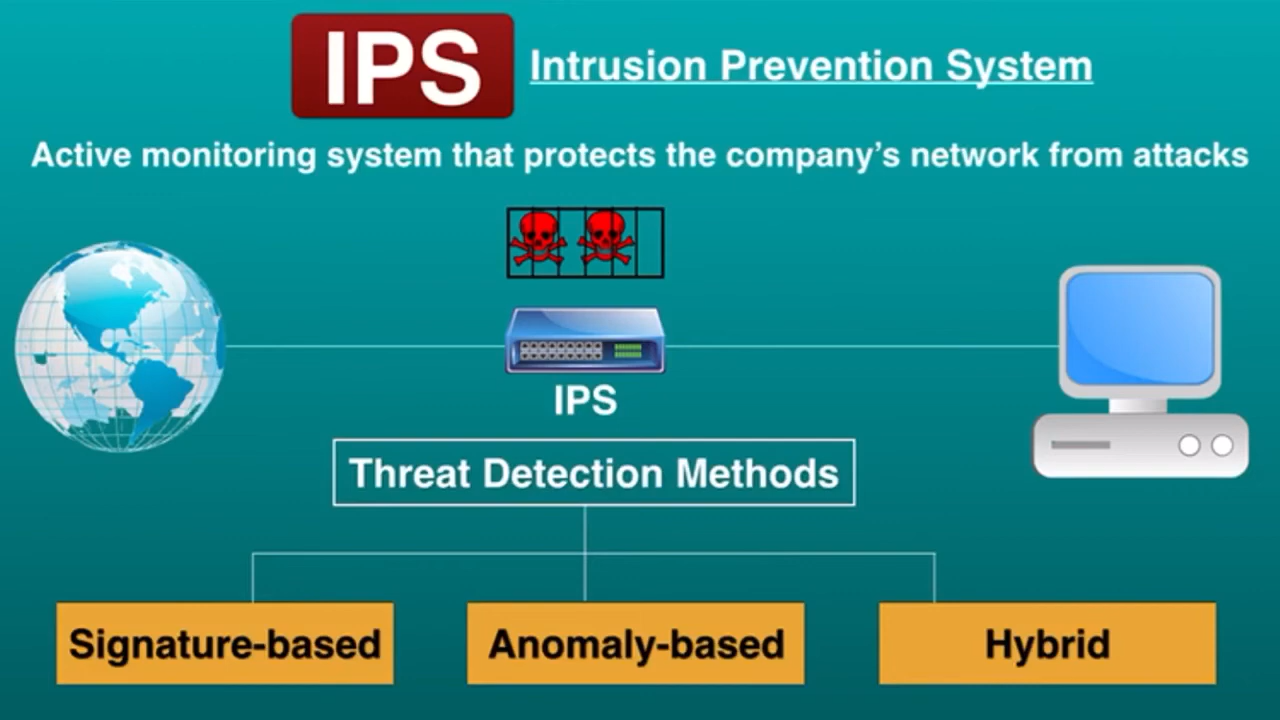 IPS
Intrusion Prevention System
Active monitoring system that protects the company’s network from attacks
IPS
Threat Detection Methods
Signature-based
Anomaly-based
Hybrid